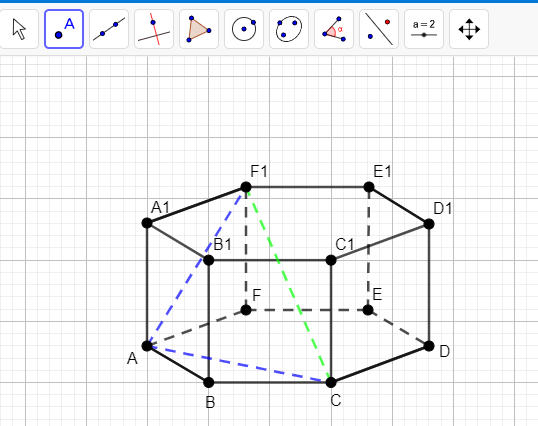 A
α
a = 2
F1 E1
A1 D1
B1 C1
F E
A D
B C